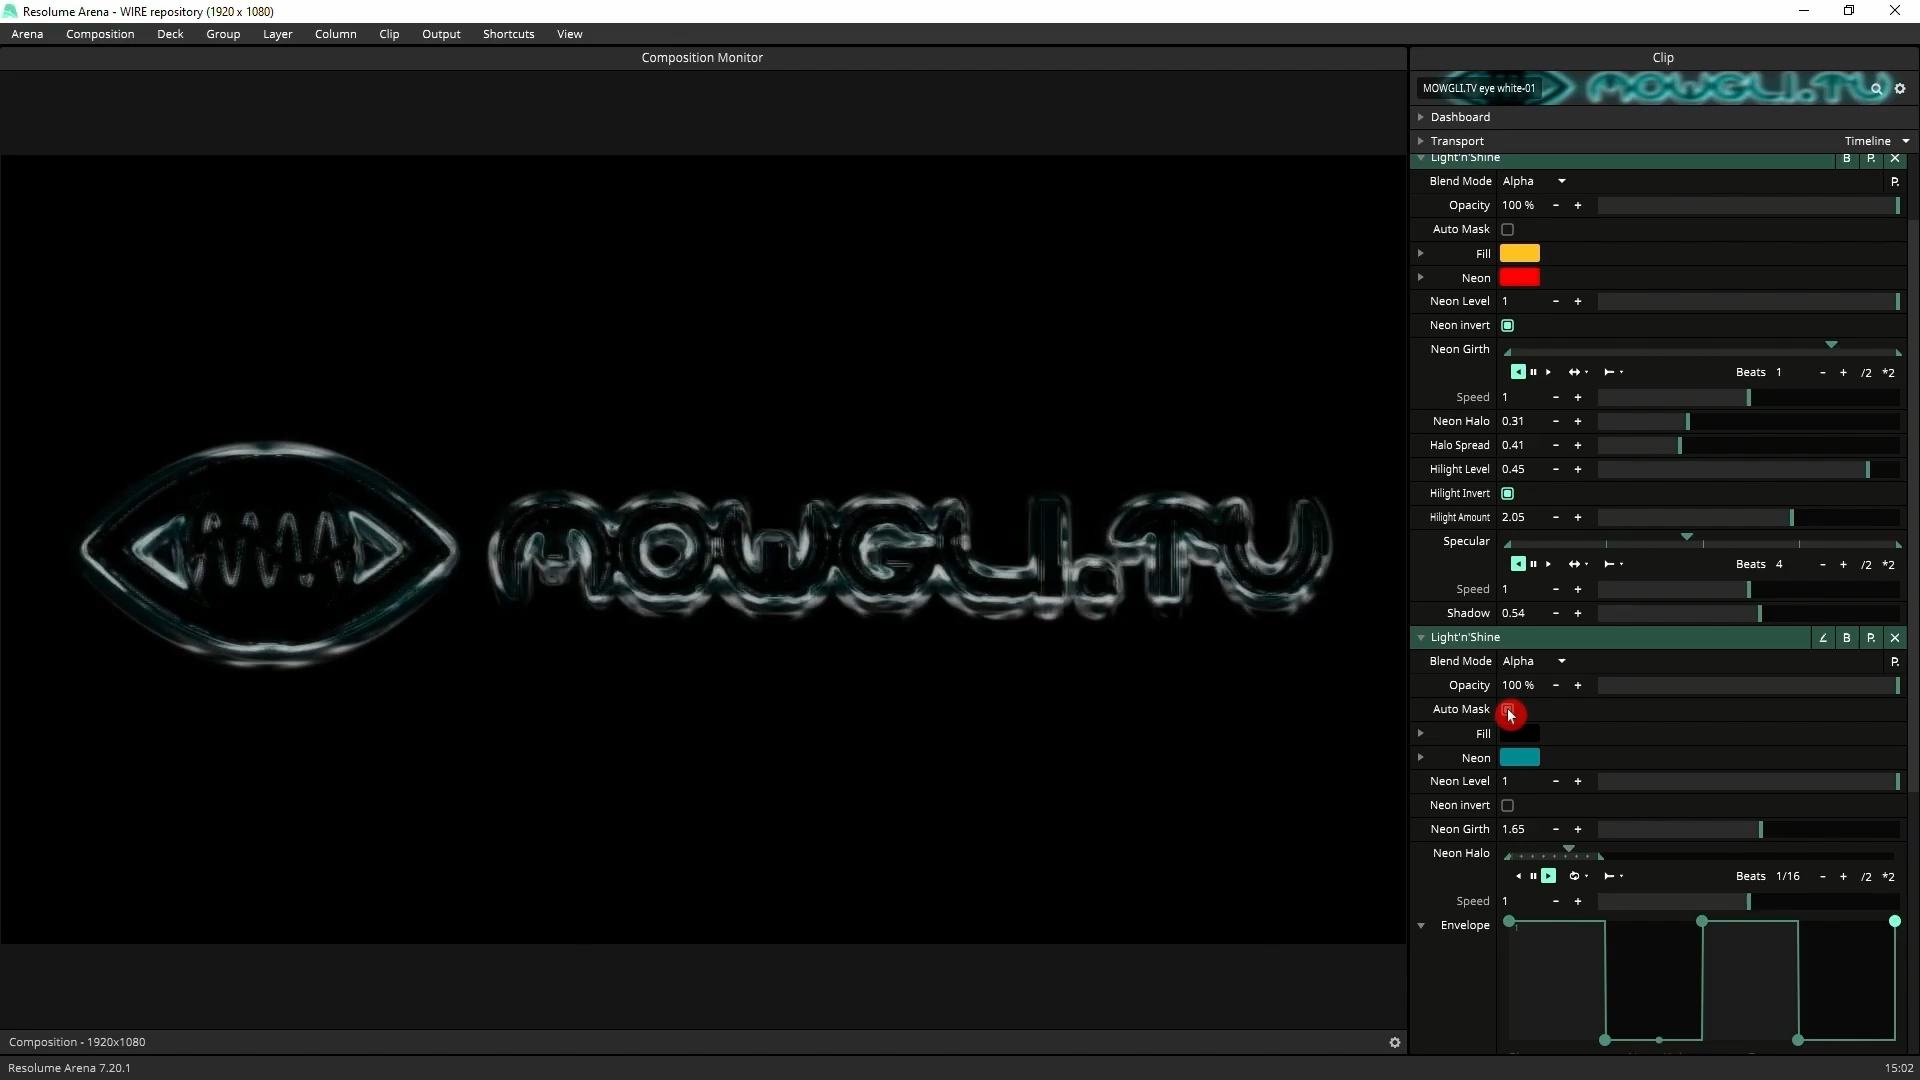 Resolume Arena - WIRE repository (1920 x 1080)
Arena Composition Deck Group Layer Column Clip Output Shortcuts View
Composition Monitor
MOWGLI.TV
Composition - 1920x1080
Resolume Arena 7.20.1
Clip
MOWGLI.TV eye white-01
MOWGLI.TV
Dashboard
Transport Timeline
Light'n'Shine B P. X
Blend Mode Alpha P.
Opacity 100 % - +
Auto Mask
Fill
Neon
Neon Level 1 - +
Neon invert
Neon Girth
Beats 1 - + /2 *2
Speed 1 - +
Neon Halo 0.31 - +
Halo Spread 0.41 - +
Hilight Level 0.45 - +
Hilight Invert
Hilight Amount 2.05 - +
Specular
Beats 4 - + /2 *2
Speed 1 - +
Shadow 0.54 - +
Light'n'Shine B P. X
Blend Mode Alpha P.
Opacity 100 % - +
Auto Mask
Fill
Neon
Neon Level 1 - +
Neon invert
Neon Girth 1.65 - +
Neon Halo
Beats 1/16 - + /2 *2
Speed 1 - +
Envelope
1
15:02